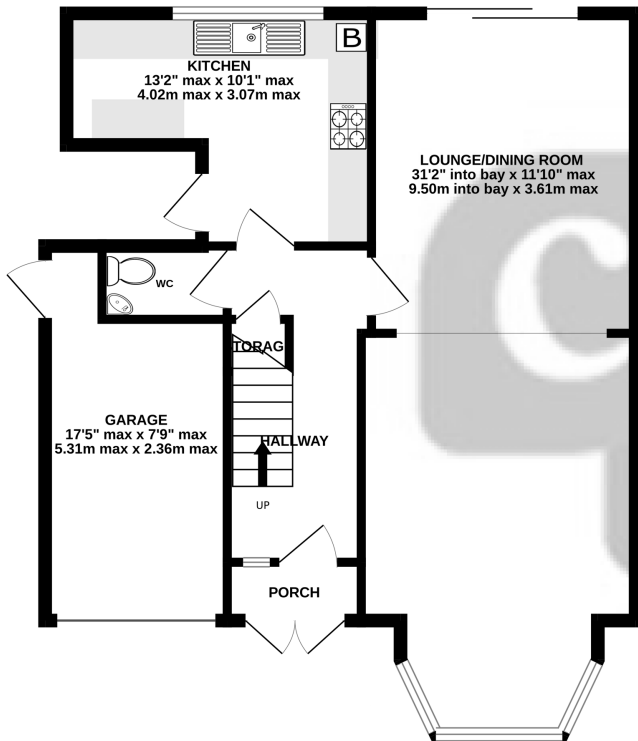 B
KITCHEN
13'2" max x 10'1" max
4.02m max x 3.07m max
LOUNGE/DINING ROOM
31'2" into bay x 11'10" max
9.50m into bay x 3.61m max
WC
TORAG
GARAGE
17'5" max x 7'9" max
5.31m max x 2.36m max
HALLWAY
UP
PORCH